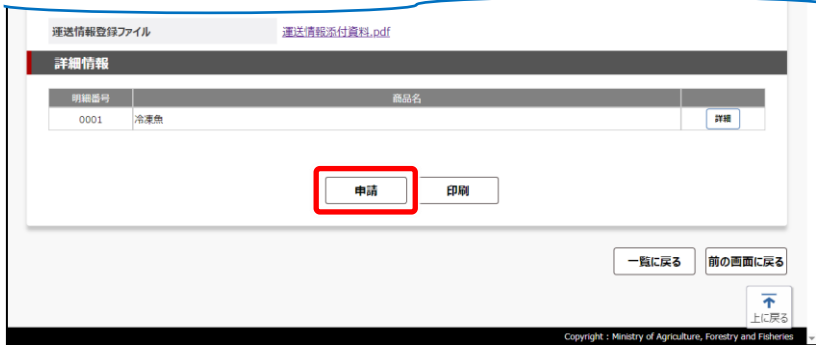 運送情報登録ファイル 運送情報添付資料.pdf
詳細情報
明細番号 商品名
0001 冷凍魚 詳細
申請 印刷
一覧に戻る 前の画面に戻る
上に戻る
Copyright : Ministry of Agriculture, Forestry and Fisheries